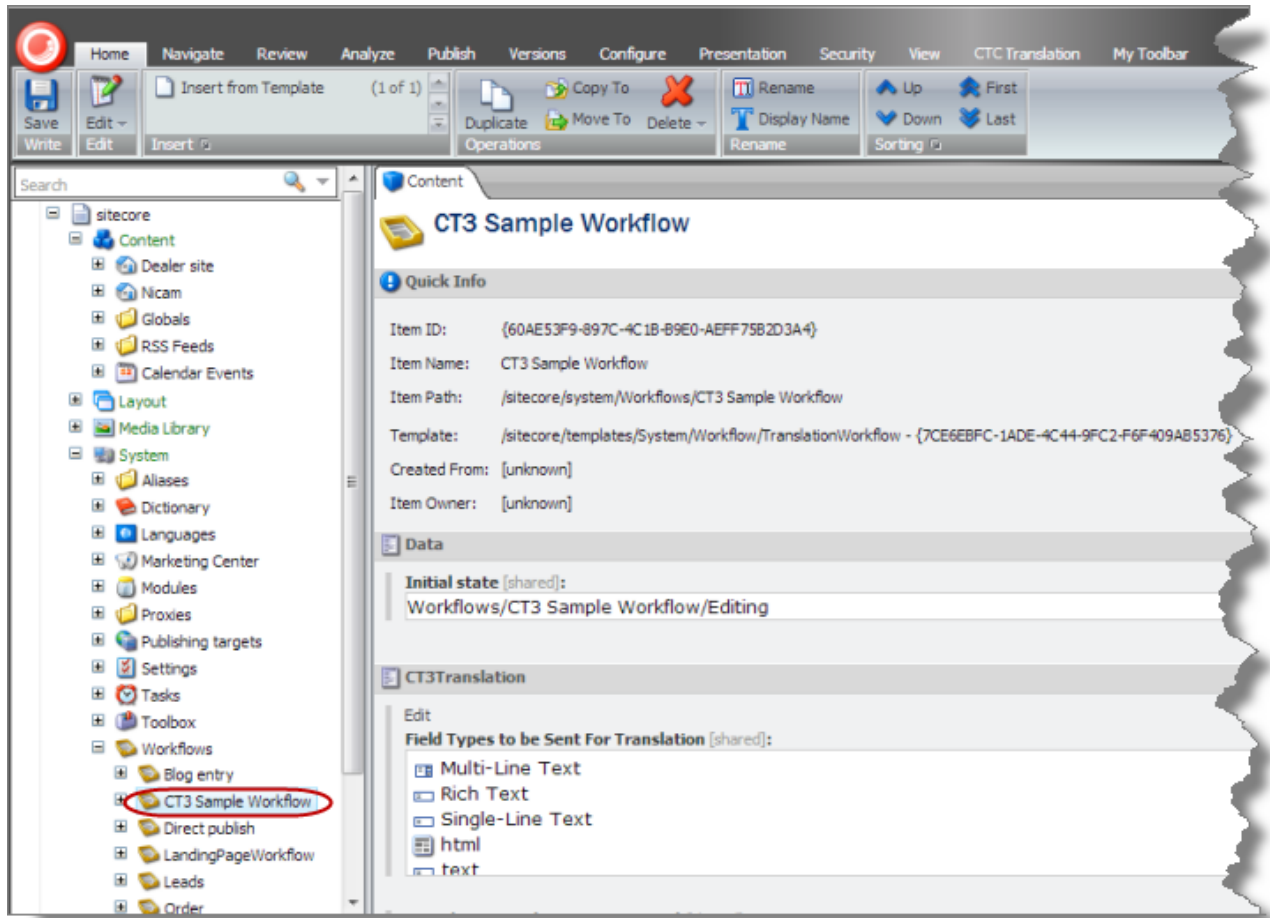 Home Navigate Review Analyze Publish Versions Configure Presentation Security View CTC Translation My Toolbar
Insert from Template (1 of 1) Copy To Rename Up First
Save Edit Duplicate Move To Delete Display Name Down Last
Write Edit Insert Operations Rename Sorting
Search
sitecore
Content
Dealer site
Nicam
Globals
RSS Feeds
Calendar Events
Layout
Media Library
System
Aliases
Dictionary
Languages
Marketing Center
Modules
Proxies
Publishing targets
Settings
Tasks
Toolbox
Workflows
Blog entry
CT3 Sample Workflow
Direct publish
LandingPageWorkflow
Leads
Order
Content
CT3 Sample Workflow
Quick Info
Item ID: {60AE53F9-897C-4C1B-B9E0-AEFF75B2D3A4}
Item Name: CT3 Sample Workflow
Item Path: /sitecore/system/Workflows/CT3 Sample Workflow
Template: /sitecore/templates/System/Workflow/TranslationWorkflow - {7CE6EBFC-1ADE-4C44-9FC2-F6F409AB5376}
Created From: [unknown]
Item Owner: [unknown]
Data
Initial state [shared]:
Workflows/CT3 Sample Workflow/Editing
CT3Translation
Edit
Field Types to be Sent For Translation [shared]:
Multi-Line Text
Rich Text
Single-Line Text
html
text